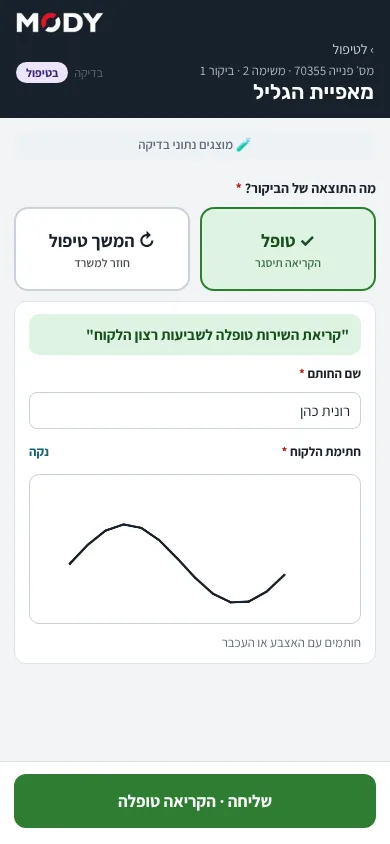 MODY
‹ לטיפול
מס׳ פנייה 70355 · משימה 2 · ביקור 1
מאפיית הגליל
בדיקה
בטיפול
🧪 מוצגים נתוני בדיקה
מה התוצאה של הביקור? *
✓ טופל
הקריאה תיסגר
↻ המשך טיפול
חוזר למשרד
"קריאת השירות טופלה לשביעות רצון הלקוח"
שם החותם *
רונית כהן
חתימת הלקוח *
נקה
חותמים עם האצבע או העכבר
שליחה · הקריאה טופלה